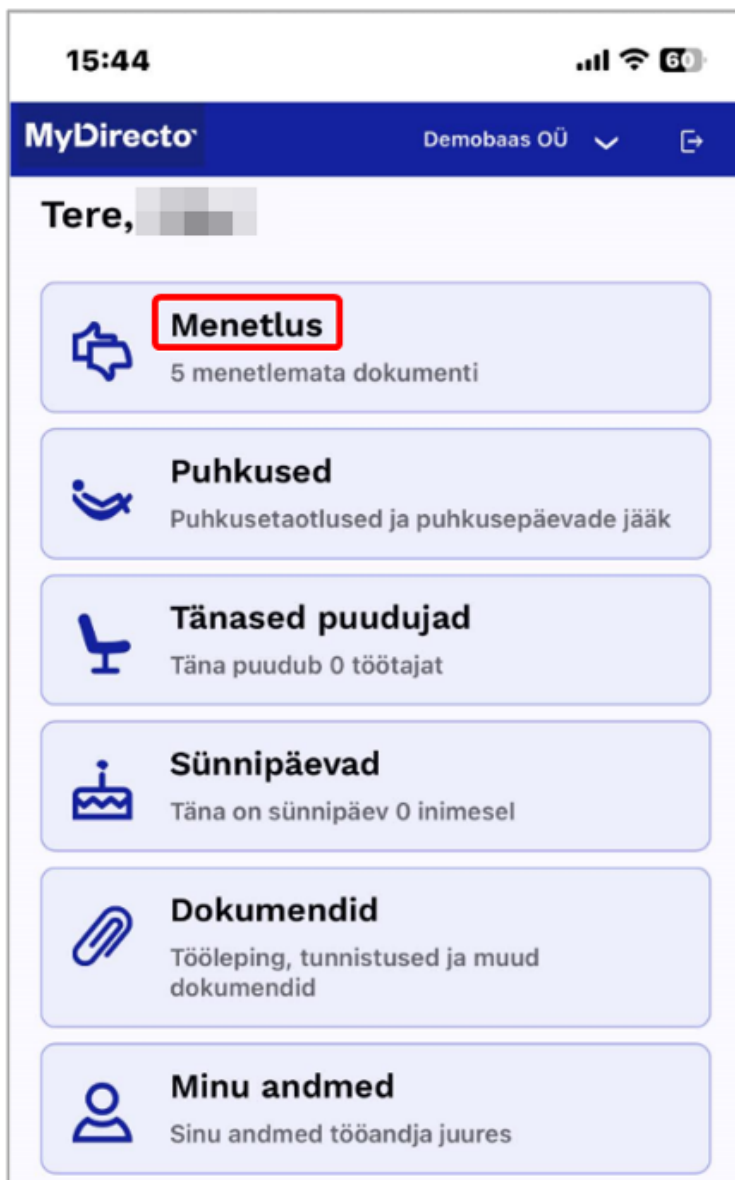 15:44
60
MyDirecto
Demobaas OÜ
Tere,
Menetlus
5 menetlemata dokumenti
Puhkused
Puhkusetaotlused ja puhkusepäevade jääk
Tänased puudujad
Täna puudub 0 töötajat
Sünnipäevad
Täna on sünnipäev 0 inimesel
Dokumendid
Tööleping, tunnistused ja muud
dokumendid
Minu andmed
Sinu andmed tööandja juures